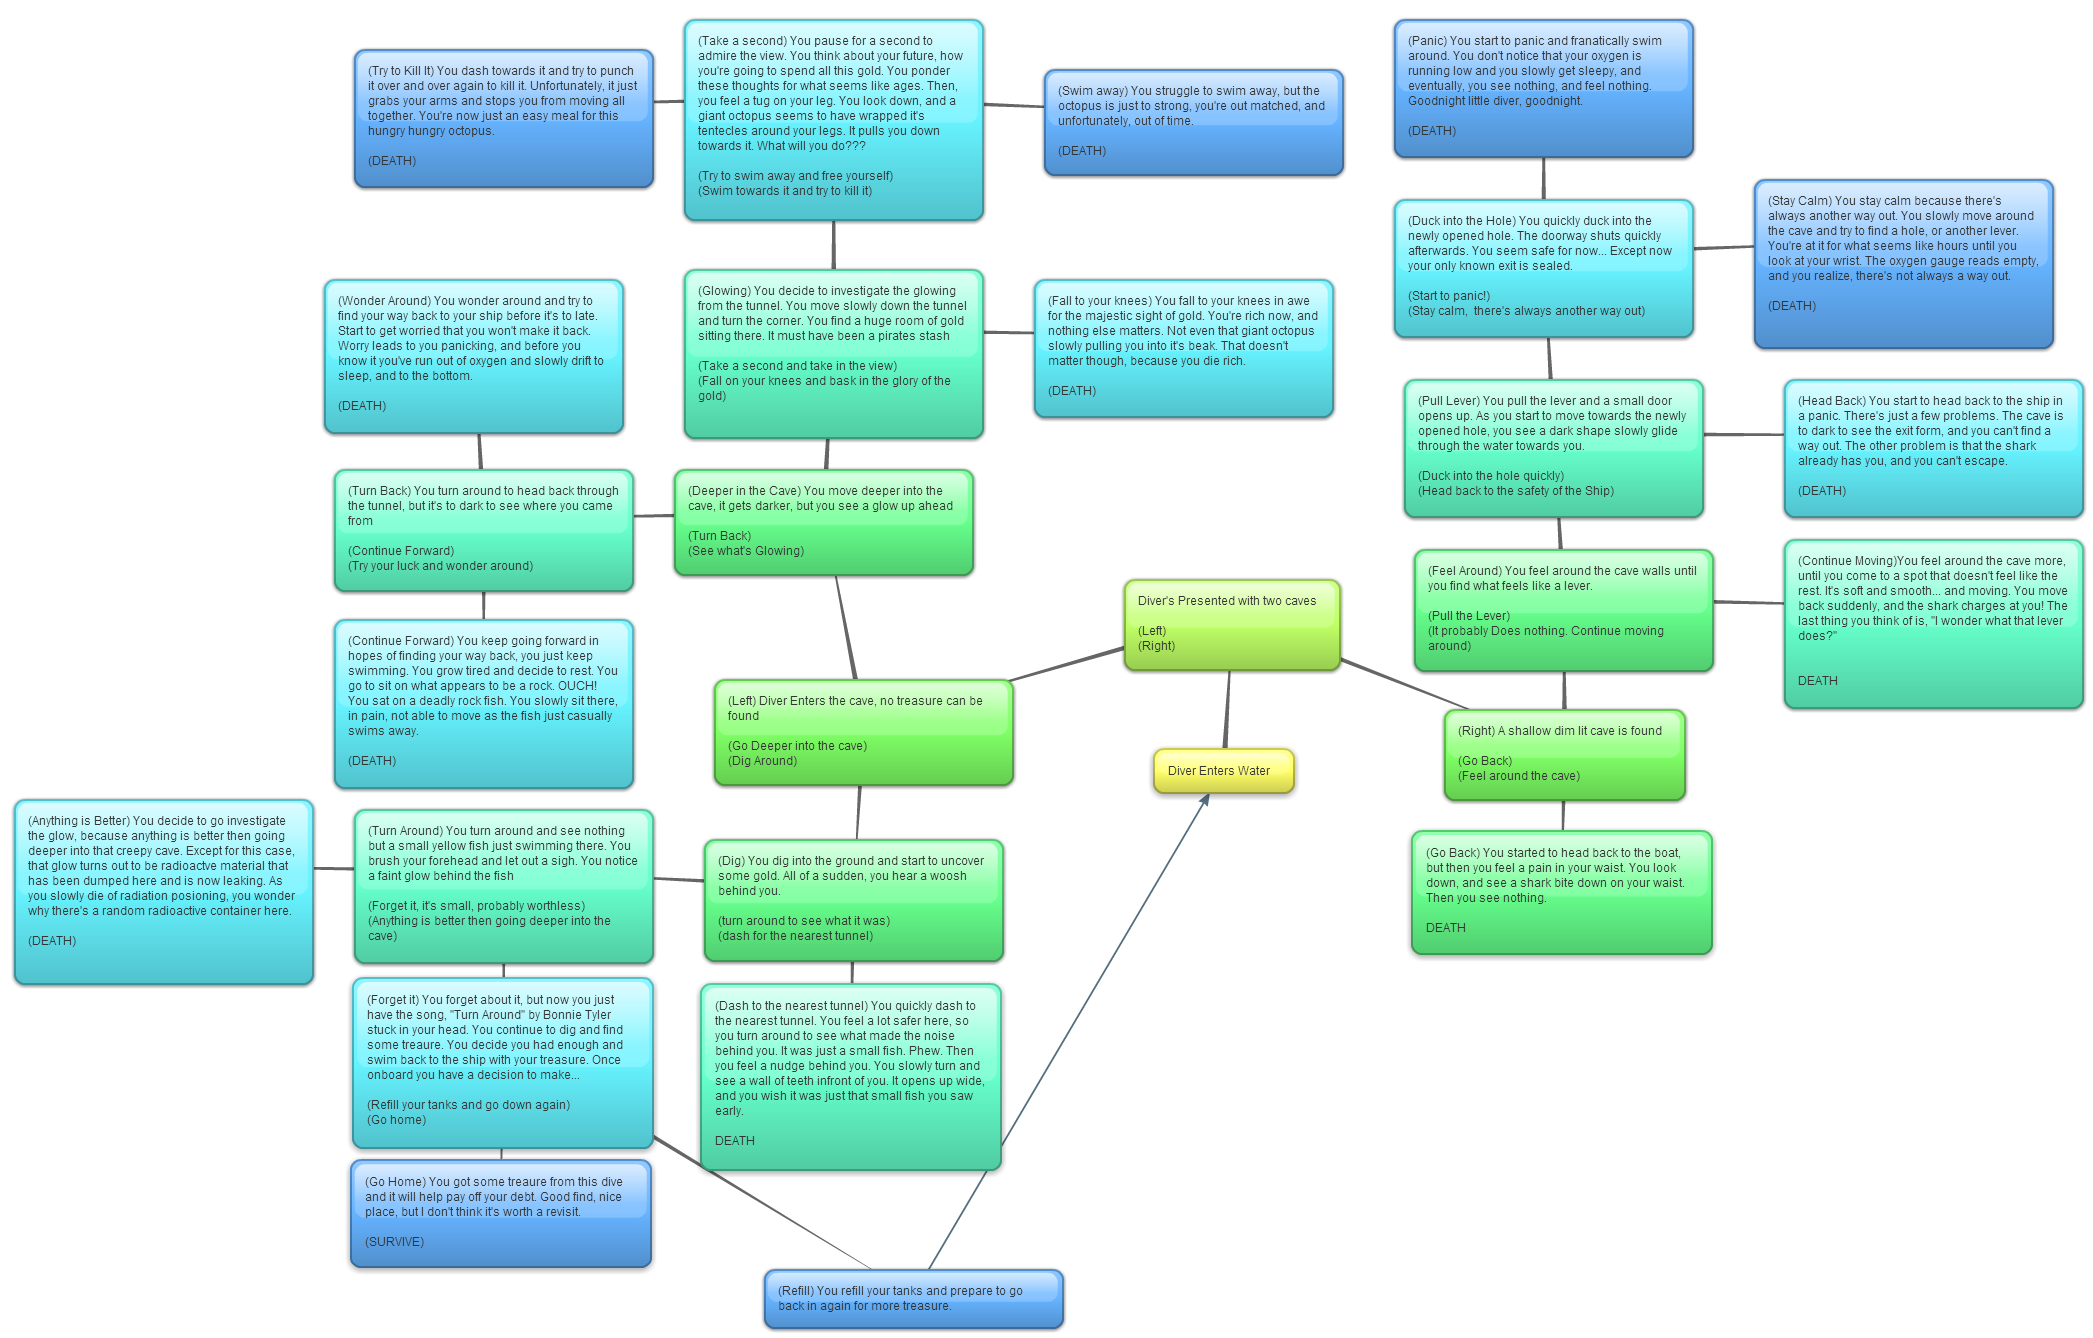 (Try to Kill It) You dash towards it and try to punch
it over and over again to kill it. Unfortunately, it just
grabs your arms and stops you from moving all
together. You're now just an easy meal for this
hungry hungry octopus.
(DEATH)
(Take a second) You pause for a second to
admire the view. You think about your future, how
you're going to spend all this gold. You ponder
these thoughts for what seems like ages. Then,
you feel a tug on your leg. You look down, and a
giant octopus seems to have wrapped it's
tentecles around your legs. It pulls you down
towards it. What will you do???
(Try to swim away and free yourself)
(Swim towards it and try to kill it)
(Swim away) You struggle to swim away, but the
octopus is just to strong, you're out matched, and
unfortunately, out of time.
(DEATH)
(Panic) You start to panic and franatically swim
around. You don't notice that your oxygen is
running low and you slowly get sleepy, and
eventually, you see nothing, and feel nothing.
Goodnight little diver, goodnight.
(DEATH)
(Duck into the Hole) You quickly duck into the
newly opened hole. The doorway shuts quickly
afterwards. You seem safe for now... Except now
your only known exit is sealed.
(Start to panic!)
(Stay calm,  there's always another way out)
(Stay Calm) You stay calm because there's
always another way out. You slowly move around
the cave and try to find a hole, or another lever.
You're at it for what seems like hours until you
look at your wrist. The oxygen gauge reads empty,
and you realize, there's not always a way out.
(DEATH)
(Wonder Around) You wonder around and try to
find your way back to your ship before it's to late.
Start to get worried that you won't make it back.
Worry leads to you panicking, and before you
know it you've run out of oxygen and slowly drift to
sleep, and to the bottom.
(DEATH)
(Glowing) You decide to investigate the glowing
from the tunnel. You move slowly down the tunnel
and turn the corner. You find a huge room of gold
sitting there. It must have been a pirates stash
(Take a second and take in the view)
(Fall on your knees and bask in the glory of the
gold)
(Fall to your knees) You fall to your knees in awe
for the majestic sight of gold. You're rich now, and
nothing else matters. Not even that giant octopus
slowly pulling you into it's beak. That doesn't
matter though, because you die rich.
(DEATH)
(Pull Lever) You pull the lever and a small door
opens up. As you start to move towards the newly
opened hole, you see a dark shape slowly glide
through the water towards you.
(Duck into the hole quickly)
(Head back to the safety of the Ship)
(Head Back) You start to head back to the ship in
a panic. There's just a few problems. The cave is
to dark to see the exit form, and you can't find a
way out. The other problem is that the shark
already has you, and you can't escape.
(DEATH)
(Turn Back) You turn around to head back through
the tunnel, but it's to dark to see where you came
from
(Continue Forward)
(Try your luck and wonder around)
(Deeper in the Cave) You move deeper into the
cave, it gets darker, but you see a glow up ahead
(Turn Back)
(See what's Glowing)
(Feel Around) You feel around the cave walls until
you find what feels like a lever.
(Pull the Lever)
(It probably Does nothing. Continue moving
around)
(Continue Moving)You feel around the cave more,
until you come to a spot that doesn't feel like the
rest. It's soft and smooth... and moving. You move
back suddenly, and the shark charges at you! The
last thing you think of is, "I wonder what that lever
does?"
DEATH
Diver's Presented with two caves
(Left)
(Right)
(Continue Forward) You keep going forward in
hopes of finding your way back, you just keep
swimming. You grow tired and decide to rest. You
go to sit on what appears to be a rock. OUCH!
You sat on a deadly rock fish. You slowly sit there,
in pain, not able to move as the fish just casually
swims away.
(DEATH)
(Left) Diver Enters the cave, no treasure can be
found
(Go Deeper into the cave)
(Dig Around)
Diver Enters Water
(Right) A shallow dim lit cave is found
(Go Back)
(Feel around the cave)
(Anything is Better) You decide to go investigate
the glow, because anything is better then going
deeper into that creepy cave. Except for this case,
that glow turns out to be radioactve material that
has been dumped here and is now leaking. As
you slowly die of radiation posioning, you wonder
why there's a random radioactive container here.
(DEATH)
(Turn Around) You turn around and see nothing
but a small yellow fish just swimming there. You
brush your forehead and let out a sigh. You notice
a faint glow behind the fish
(Forget it, it's small, probably worthless)
(Anything is better then going deeper into the
cave)
(Dig) You dig into the ground and start to uncover
some gold. All of a sudden, you hear a woosh
behind you.
(turn around to see what it was)
(dash for the nearest tunnel)
(Go Back) You started to head back to the boat,
but then you feel a pain in your waist. You look
down, and see a shark bite down on your waist.
Then you see nothing.
DEATH
(Forget it) You forget about it, but now you just
have the song, "Turn Around" by Bonnie Tyler
stuck in your head. You continue to dig and find
some treaure. You decide you had enough and
swim back to the ship with your treasure. Once
onboard you have a decision to make...
(Refill your tanks and go down again)
(Go home)
(Dash to the nearest tunnel) You quickly dash to
the nearest tunnel. You feel a lot safer here, so
you turn around to see what made the noise
behind you. It was just a small fish. Phew. Then
you feel a nudge behind you. You slowly turn and
see a wall of teeth infront of you. It opens up wide,
and you wish it was just that small fish you saw
early.
DEATH
(Go Home) You got some treaure from this dive
and it will help pay off your debt. Good find, nice
place, but I don't think it's worth a revisit.
(SURVIVE)
(Refill) You refill your tanks and prepare to go
back in again for more treasure.